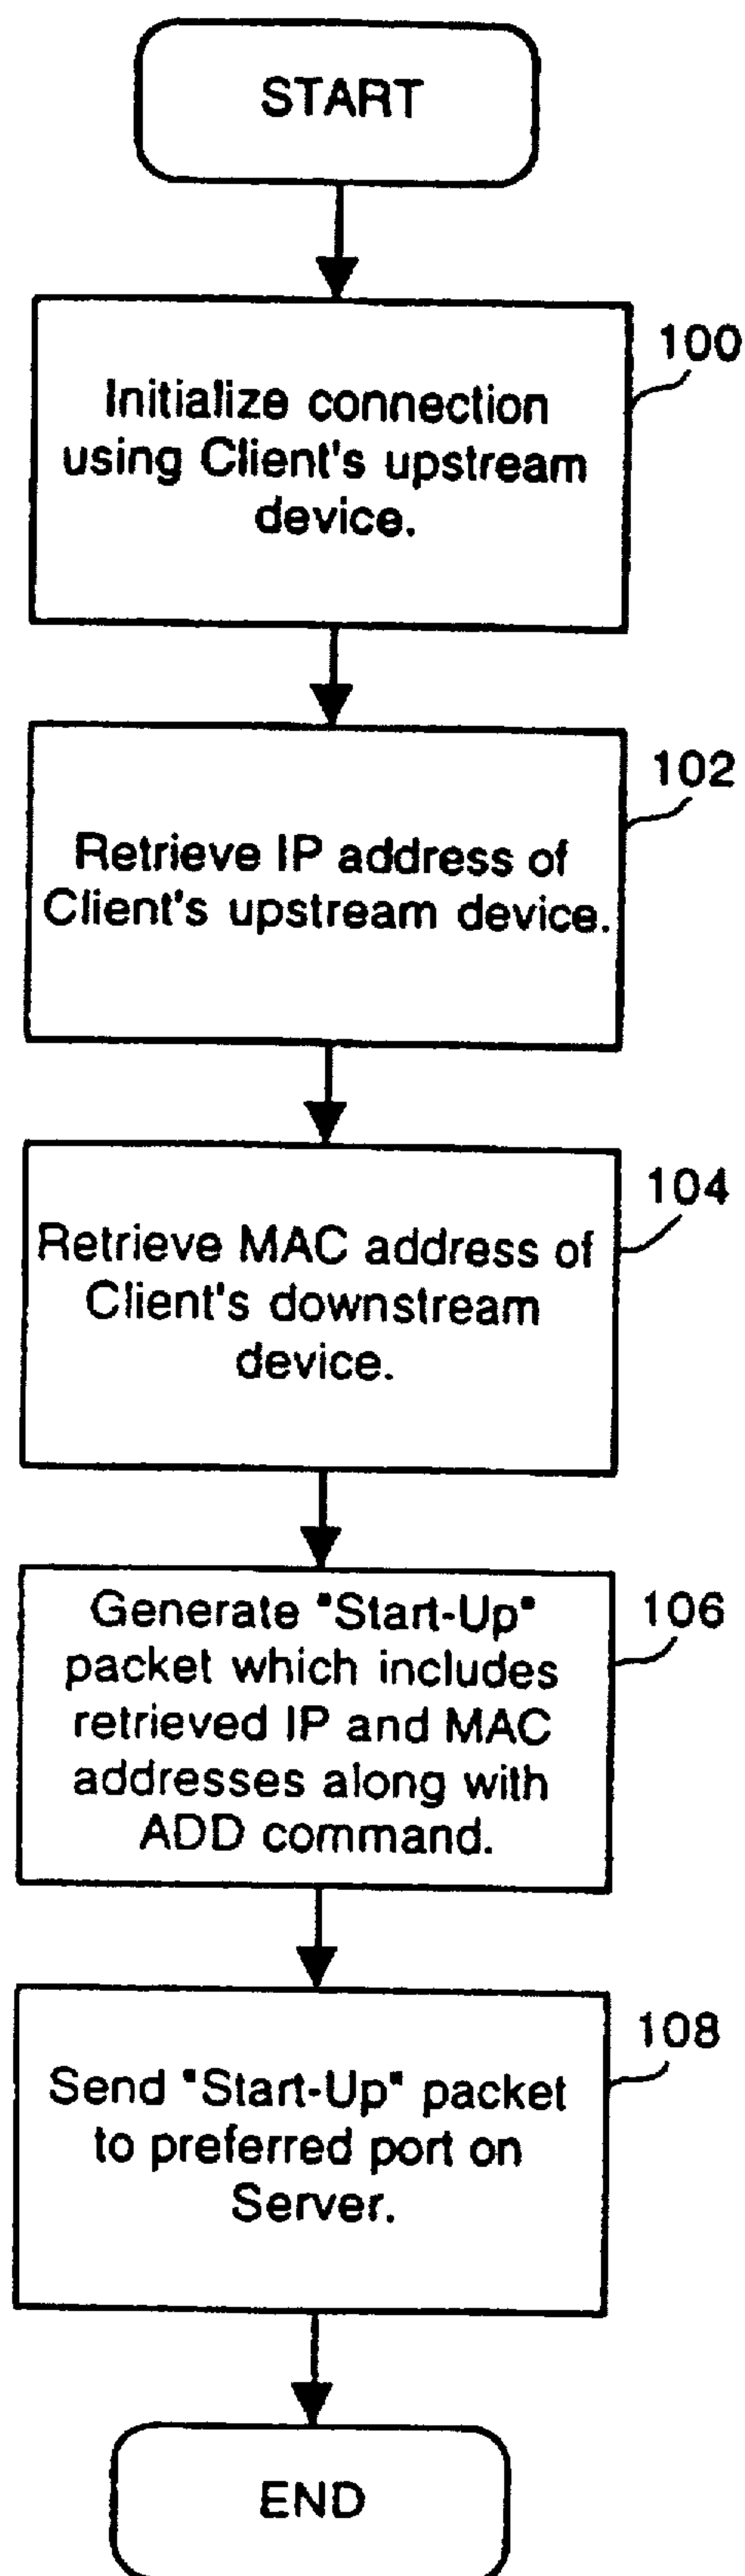 START
100
Initialize connection
using Client's upstream
device.
102
Retrieve IP address of
Client's upstream device.
104
Retrieve MAC address of
Client's downstream
device.
106
Generate "Start-Up"
packet which includes
retrieved IP and MAC
addresses along with
ADD command.
108
Send "Start-Up" packet
to preferred port on
Server.
END